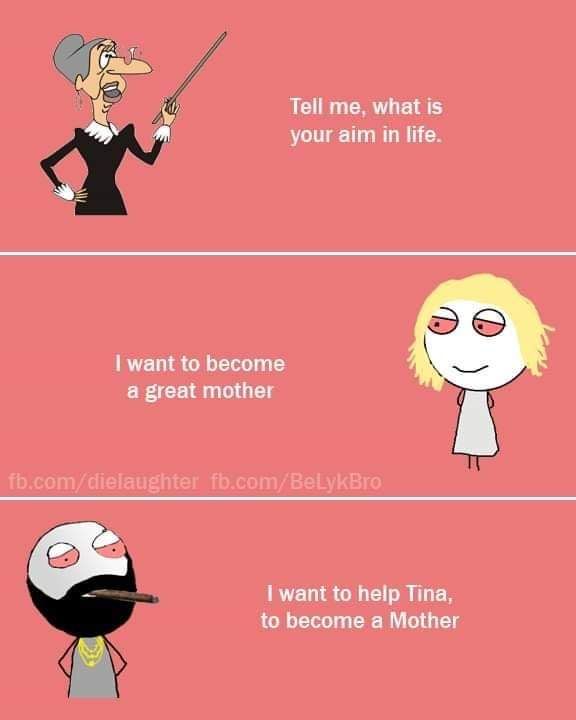 Tell me, what is
your aim in life.
I want to become
a great mother
fb.com/dielaughter fb.com/BeLykBro
I want to help Tina,
to become a Mother